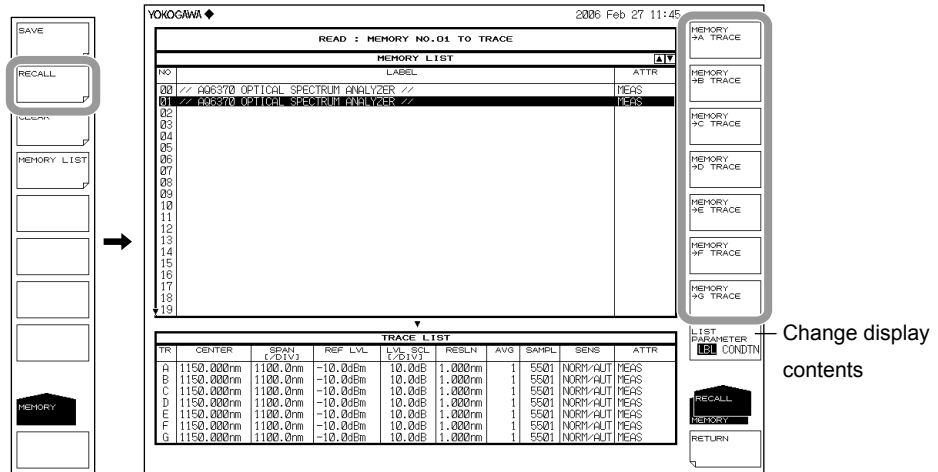 SAVE
RECALL
CLEAR
MEMORY LIST
MEMORY
YOKOGAWA ◆ 2006 Feb 27 11:45
READ : MEMORY NO.01 TO TRACE
MEMORY LIST ▲▼
NO LABEL ATTR
00 // AQ6370 OPTICAL SPECTRUM ANALYZER // MEAS
01 // AQ6370 OPTICAL SPECTRUM ANALYZER // MEAS
02
03
04
05
06
07
08
09
10
11
12
13
14
15
16
17
18
19
TRACE LIST
TR CENTER SPAN [/DIV] REF LVL LVL SCL [/DIV] RESLN AVG SAMPL SENS ATTR
A 1150.000nm 1100.0nm -10.0dBm 10.0dB 1.000nm 1 5501 NORM/AUT MEAS
B 1150.000nm 1100.0nm -10.0dBm 10.0dB 1.000nm 1 5501 NORM/AUT MEAS
C 1150.000nm 1100.0nm -10.0dBm 10.0dB 1.000nm 1 5501 NORM/AUT MEAS
D 1150.000nm 1100.0nm -10.0dBm 10.0dB 1.000nm 1 5501 NORM/AUT MEAS
E 1150.000nm 1100.0nm -10.0dBm 10.0dB 1.000nm 1 5501 NORM/AUT MEAS
F 1150.000nm 1100.0nm -10.0dBm 10.0dB 1.000nm 1 5501 NORM/AUT MEAS
G 1150.000nm 1100.0nm -10.0dBm 10.0dB 1.000nm 1 5501 NORM/AUT MEAS
MEMORY
→A TRACE
MEMORY
→B TRACE
MEMORY
→C TRACE
MEMORY
→D TRACE
MEMORY
→E TRACE
MEMORY
→F TRACE
MEMORY
→G TRACE
LIST
PARAMETER
LBL CONDTN
RECALL
MEMORY
RETURN
Change display
contents